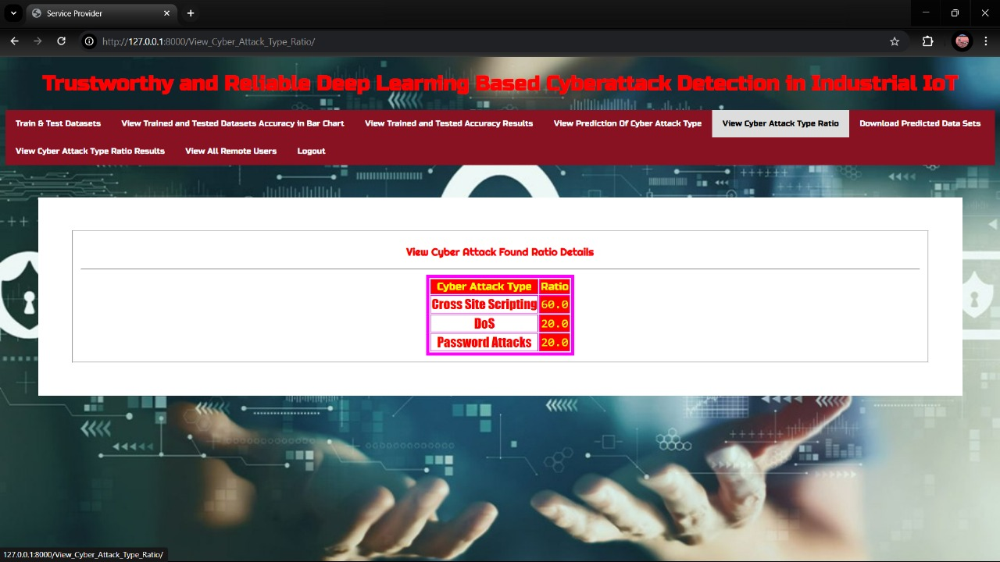 Service Provider
http://127.0.0.1:8000/View_Cyber_Attack_Type_Ratio/
Trustworthy and Reliable Deep Learning Based Cyberattack Detection in Industrial IoT
Train & Test Datasets View Trained and Tested Datasets Accuracy in Bar Chart View Trained and Tested Accuracy Results View Prediction Of Cyber Attack Type View Cyber Attack Type Ratio Download Predicted Data Sets
View Cyber Attack Type Ratio Results View All Remote Users Logout
View Cyber Attack Found Ratio Details
Cyber Attack Type Ratio
Cross Site Scripting 60.0
DoS 20.0
Password Attacks 20.0
127.0.0.1:8000/View_Cyber_Attack_Type_Ratio/